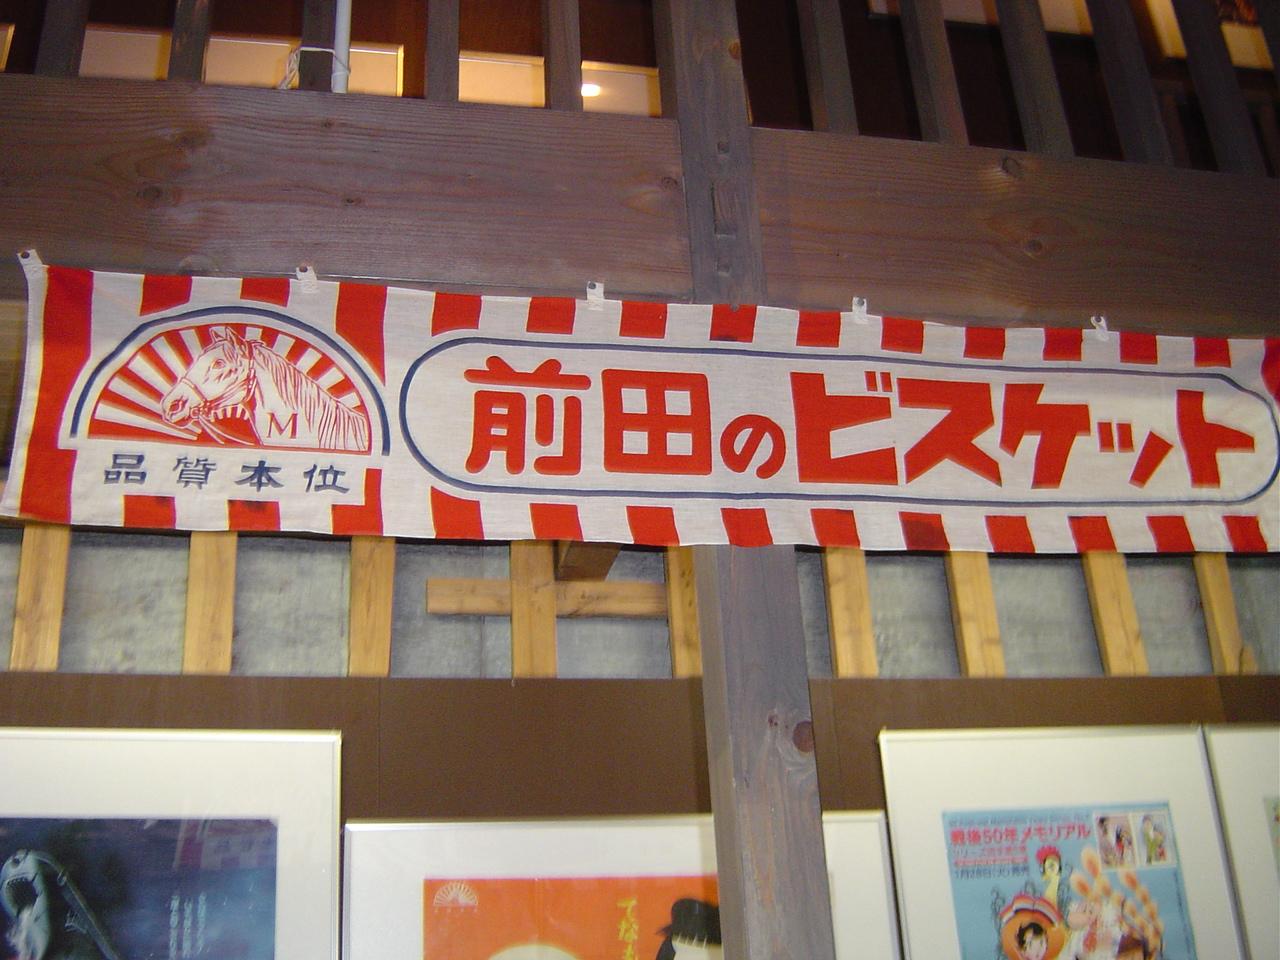 M
品質本位
前田のビスケット
戦後50年メモリアル